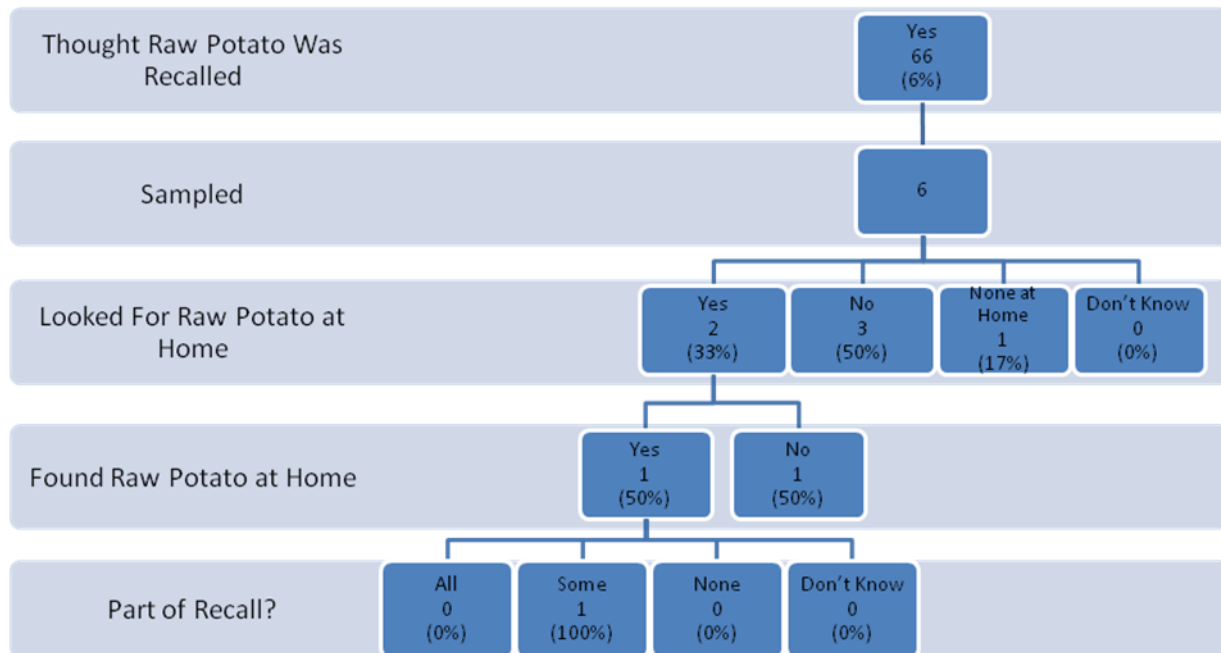 Thought Raw Potato Was
Recalled
Yes
66
(6%)
Sampled
6
Looked For Raw Potato at
Home
Yes
2
(33%)
No
3
(50%)
None at
Home
1
(17%)
Don't Know
0
(0%)
Found Raw Potato at Home
Yes
1
(50%)
No
1
(50%)
Part of Recall?
All
0
(0%)
Some
1
(100%)
None
0
(0%)
Don't Know
0
(0%)